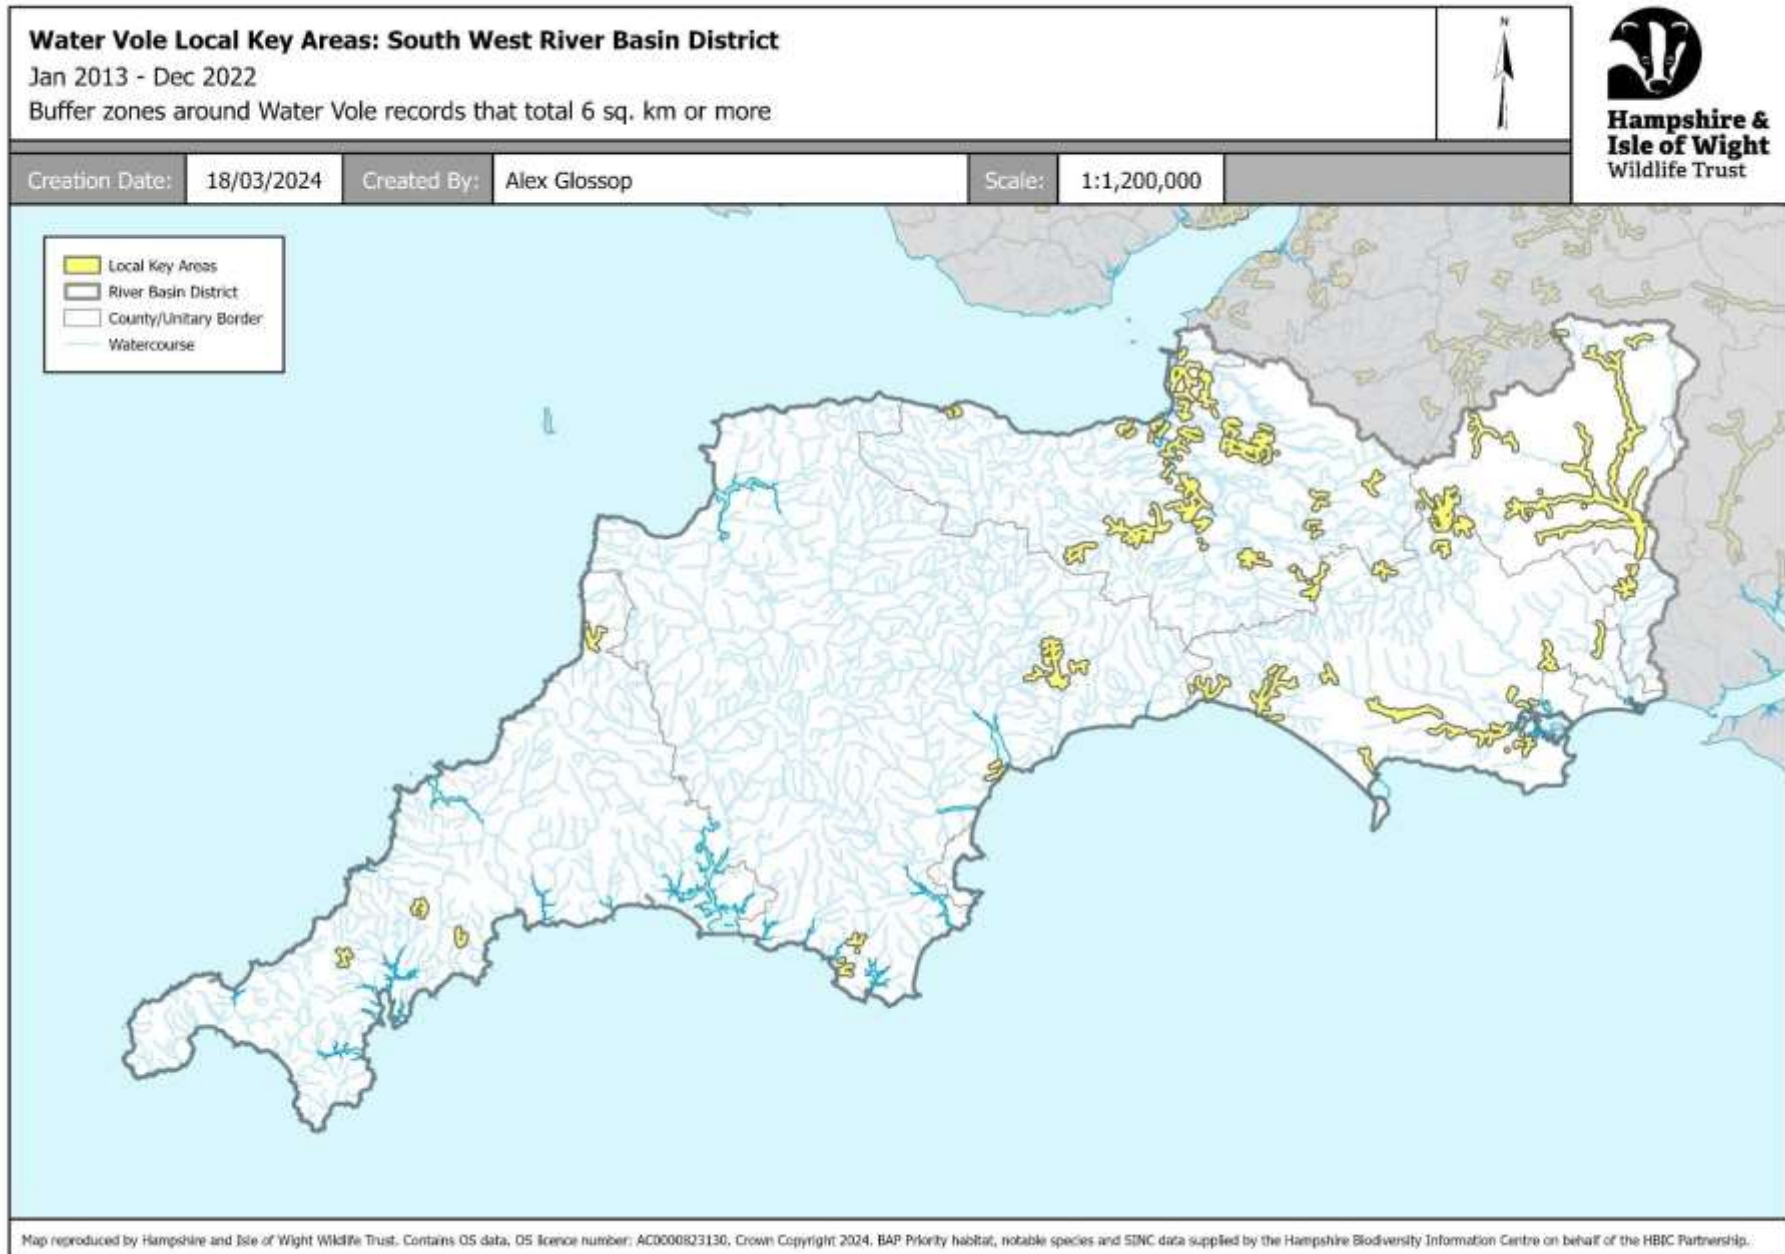 Water Vole Local Key Areas: South West River Basin District
Jan 2013 - Dec 2022
Buffer zones around Water Vole records that total 6 sq. km or more
N
Hampshire &
Isle of Wight
Wildlife Trust
Creation Date: 18/03/2024 Created By: Alex Glossop Scale: 1:1,200,000
Local Key Areas
River Basin District
County/Unitary Border
Watercourse
Map reproduced by Hampshire and Isle of Wight Wildlife Trust. Contains OS data. OS licence number: AC0000823130. Crown Copyright 2024. BAP Priority habitat, notable species and SINC data supplied by the Hampshire Biodiversity Information Centre on behalf of the HBIC Partnership.